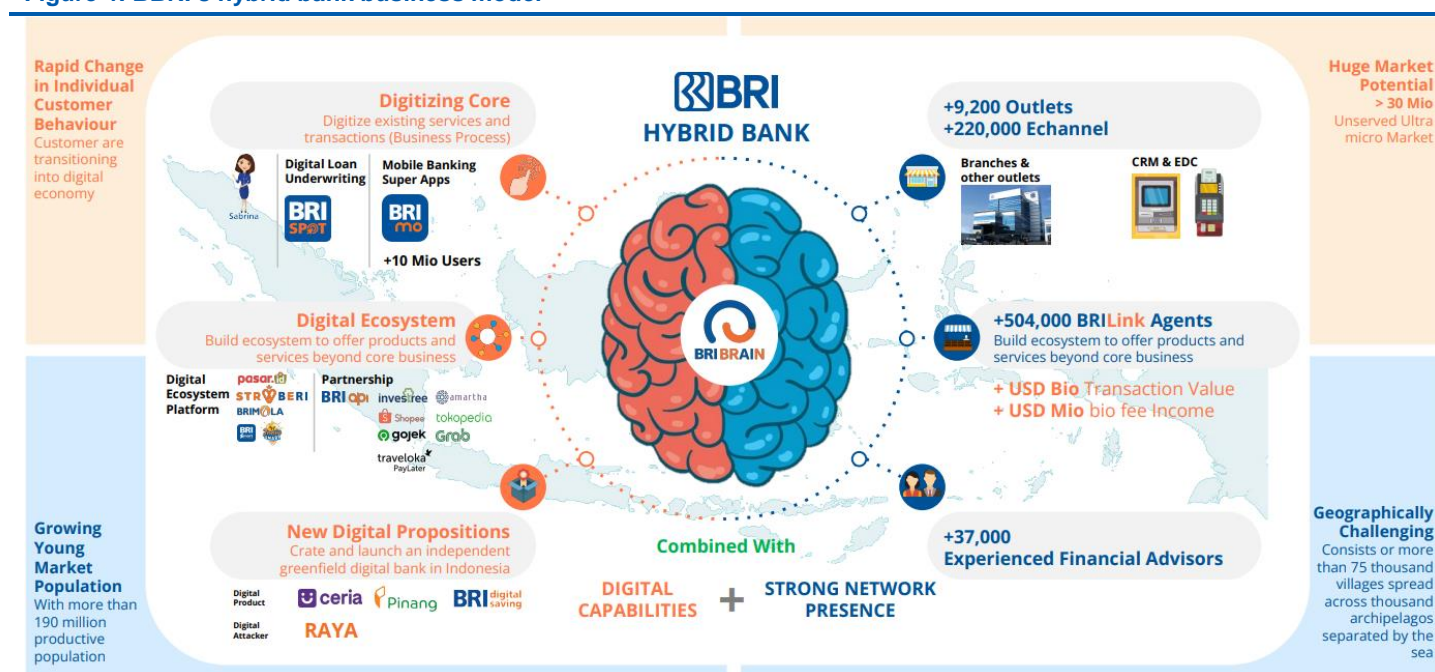 Rapid Change
in Individual
Customer
Behaviour
Customer are
transitioning
into digital
economy
Growing
Young
Market
Population
With more than
190 million
productive
population
Digitizing Core
Digitize existing services and
transactions (Business Process)
Sabrina
Digital Loan
Underwriting
BRI
SPOT
Mobile Banking
Super Apps
BRI
mo
+10 Mio Users
Digital Ecosystem
Build ecosystem to offer products and
services beyond core business
Digital
Ecosystem
Platform
pasar.id
STROBERI
BRIMOLA
BRI
Partnership
BRI api
investree
amartha
Shopee
tokopedia
gojek
Grab
traveloka
PayLater
New Digital Propositions
Crate and launch an independent
greenfield digital bank in Indonesia
Digital
Product
ceria
Pinang
BRI digital
saving
Digital
Attacker
RAYA
BRI
HYBRID BANK
BRIBRAIN
Combined With
DIGITAL
CAPABILITIES
+
STRONG NETWORK
PRESENCE
+9,200 Outlets
+220,000 Echannel
Branches &
other outlets
CRM & EDC
+504,000 BRILink Agents
Build ecosystem to offer products and
services beyond core business
+ USD Bio Transaction Value
+ USD Mio bio fee Income
+37,000
Experienced Financial Advisors
Huge Market
Potential
> 30 Mio
Unserved Ultra
micro Market
Geographically
Challenging
Consists or more
than 75 thousand
villages spread
across thousand
archipelagos
separated by the
sea